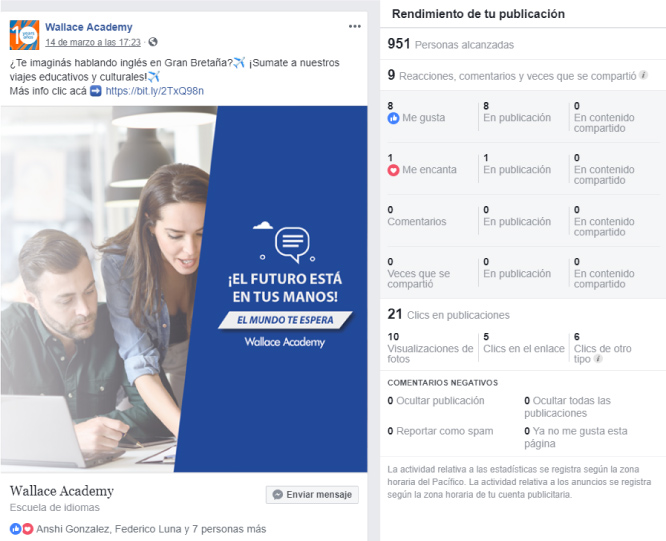 Wallace Academy
14 de marzo a las 17:23 ·
¿Te imaginás hablando inglés en Gran Bretaña?✈️ ¡Sumate a nuestros
viajes educativos y culturales!✈️
Más info clic acá ➡️ https://bit.ly/2TxQ98n
¡EL FUTURO ESTÁ
EN TUS MANOS!
EL MUNDO TE ESPERA
Wallace Academy
Wallace Academy
Escuela de idiomas
Enviar mensaje
Anshi Gonzalez, Federico Luna y 7 personas más
Rendimiento de tu publicación
951 Personas alcanzadas
9 Reacciones, comentarios y veces que se compartió
8 8 0
Me gusta En publicación En contenido
compartido
1 1 0
Me encanta En publicación En contenido
compartido
0 0 0
Comentarios En publicación En contenido
compartido
0 0 0
Veces que se En publicación En contenido
compartió compartido
21 Clics en publicaciones
10 5 6
Visualizaciones de Clics en el enlace Clics de otro
fotos tipo
COMENTARIOS NEGATIVOS
0 Ocultar publicación 0 Ocultar todas las
publicaciones
0 Reportar como spam 0 Ya no me gusta esta
página
La actividad relativa a las estadísticas se registra según la zona
horaria del Pacífico. La actividad relativa a los anuncios se registra
según la zona horaria de tu cuenta publicitaria.